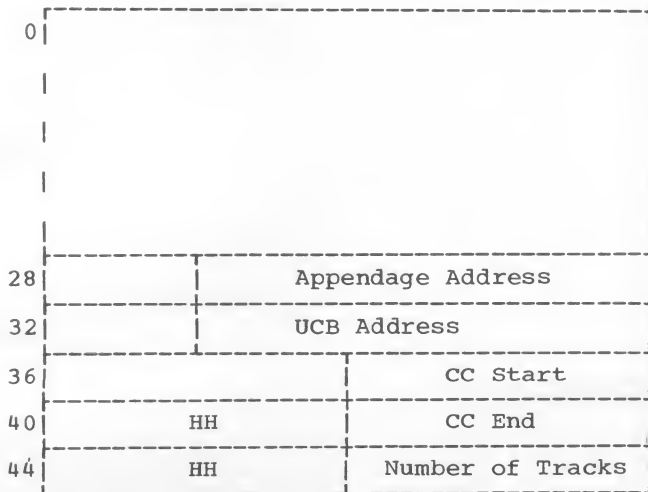 0
28 Appendage Address
32 UCB Address
36 CC Start
40 HH CC End
44 HH Number of Tracks